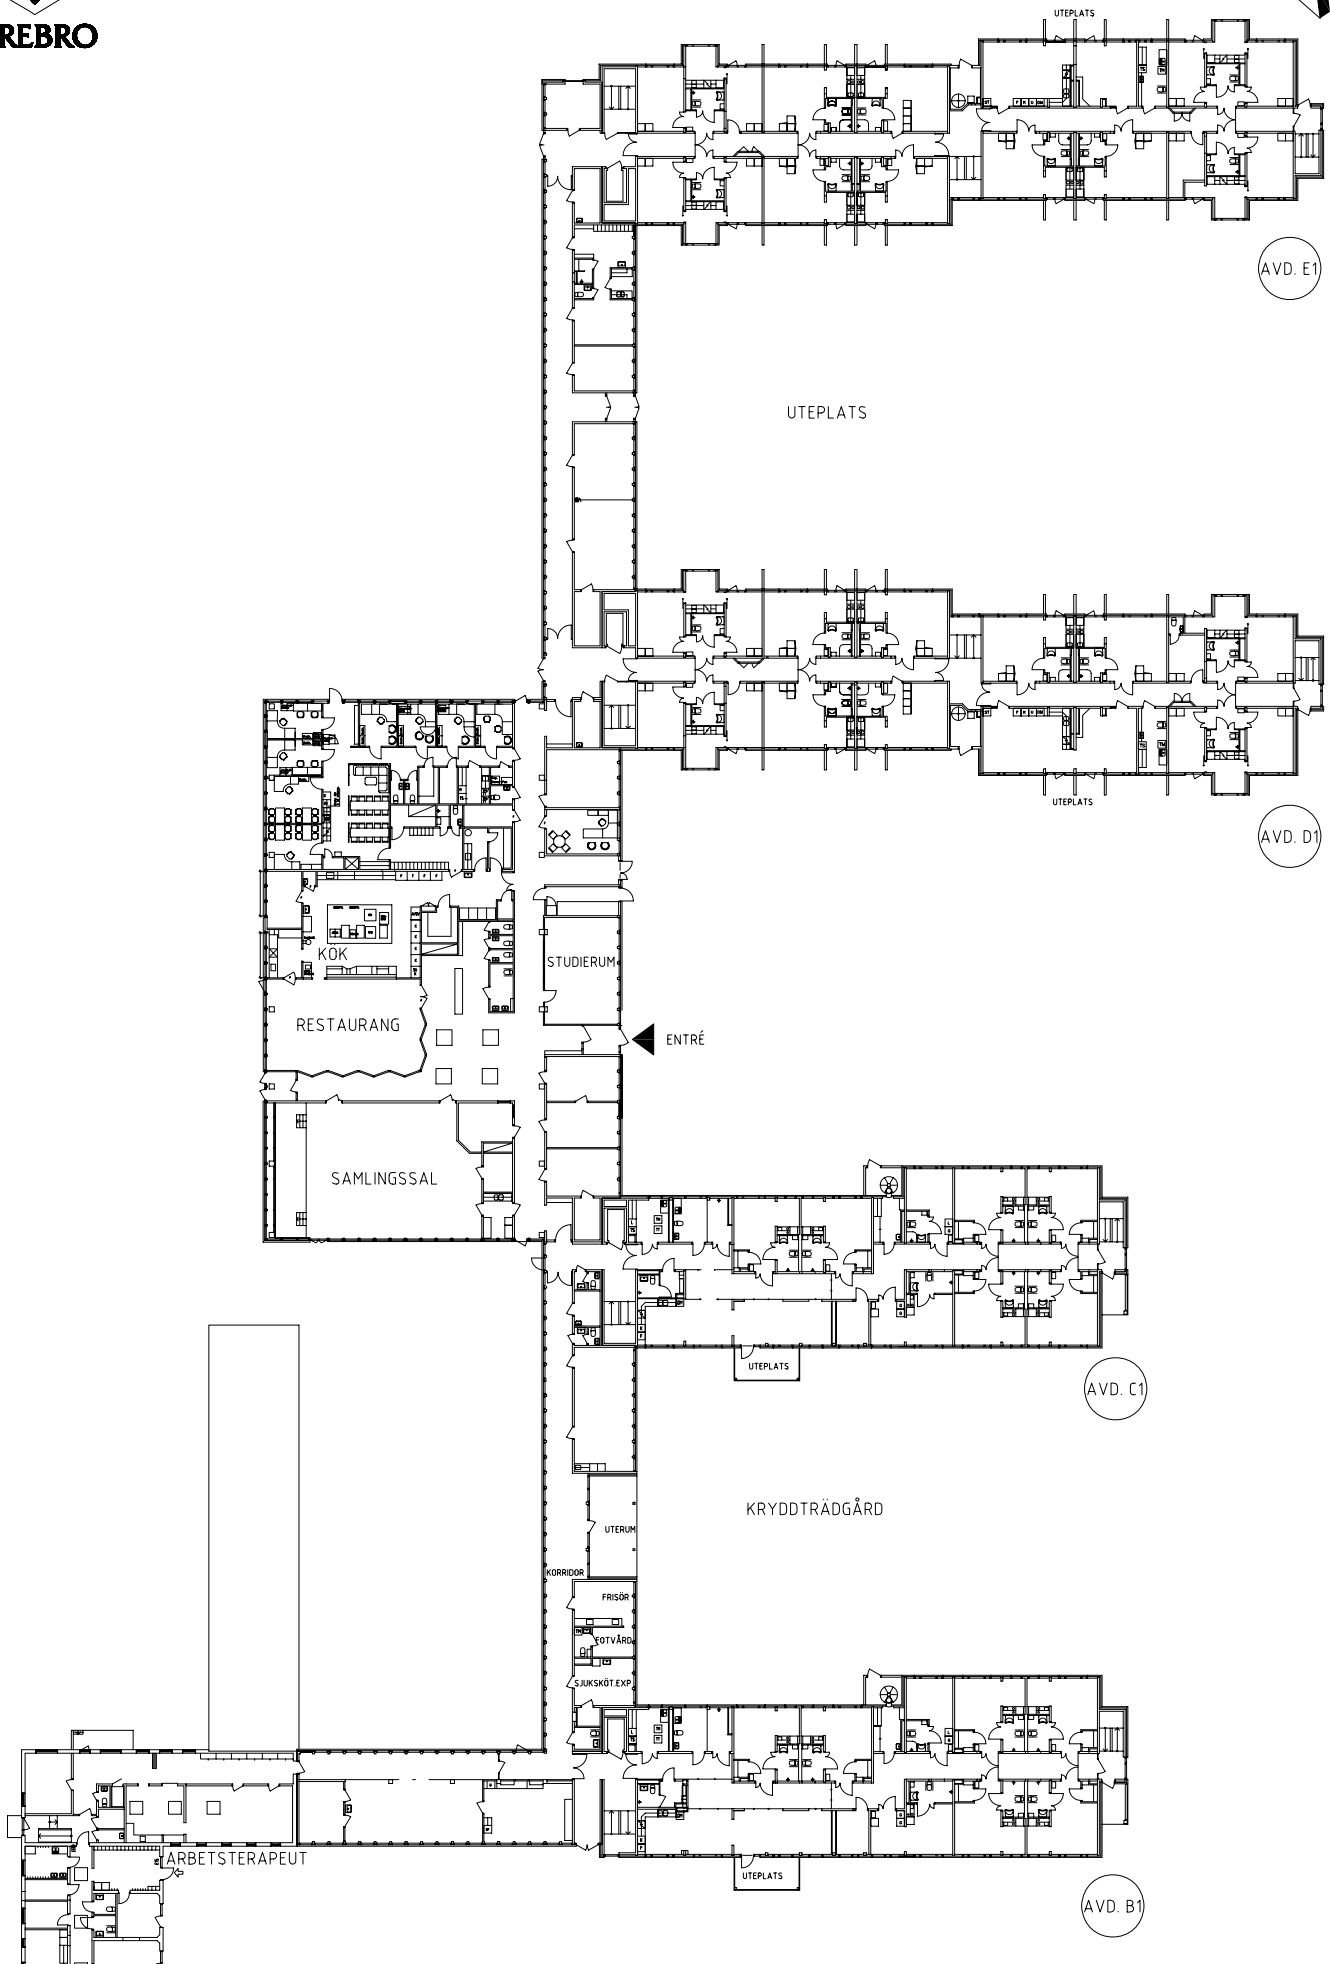 REBRO
UTEPLATS
AVD. E1
UTEPLATS
UTEPLATS
AVD. D1
KÖK
STUDIERUM
RESTAURANG
ENTRÉ
SAMLINGSSAL
UTEPLATS
AVD. C1
KRYDDTRÄDGÅRD
UTERUM
KORRIDOR
FRISÖR
FOTVÅRD
SJUKSKÖT.EXP
ARBETSTERAPEUT
UTEPLATS
AVD. B1